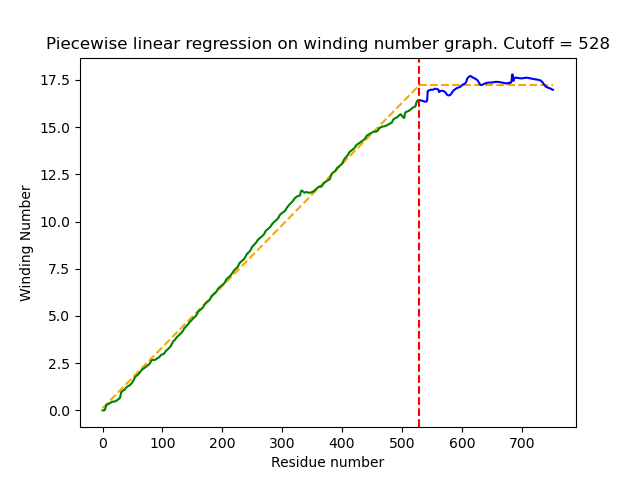 Piecewise linear regression on winding number graph. Cutoff = 528
17.5
15.0
12.5
10.0
7.5
5.0
2.5
0.0
Winding Number
0 100 200 300 400 500 600 700
Residue number